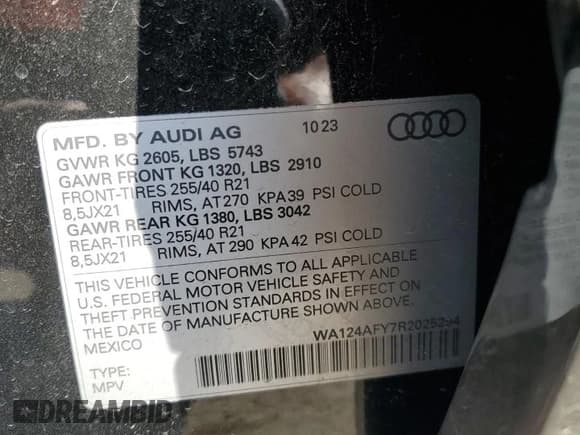 MFD. BY AUDI AG 10 23
GVWR KG 2605, LBS 5743
GAWR FRONT KG 1320, LBS 2910
FRONT-TIRES 255/40 R21
8,5JX21 RIMS, AT 270 KPA 39 PSI COLD
GAWR REAR KG 1380, LBS 3042
REAR-TIRES 255/40 R21
8,5JX21 RIMS, AT 290 KPA 42 PSI COLD
THIS VEHICLE CONFORMS TO ALL APPLICABLE
U.S. FEDERAL MOTOR VEHICLE SAFETY AND
THEFT PREVENTION STANDARDS IN EFFECT ON
THE DATE OF MANUFACTURE SHOWN ABOVE.
MEXICO
TYPE:
MPV
DREAMBID